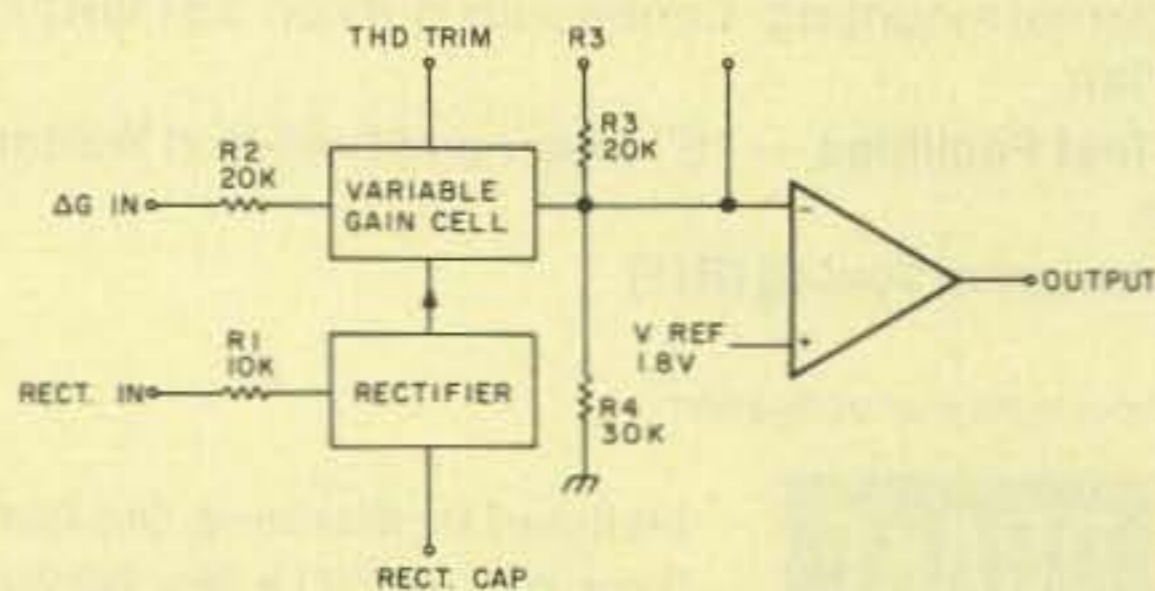 THD TRIM
R3
R2
20K
R3
20K
ΔG IN
VARIABLE
GAIN CELL
−
OUTPUT
V REF
1.8V
+
R1
10K
RECT. IN
RECTIFIER
R4
30K
RECT. CAP